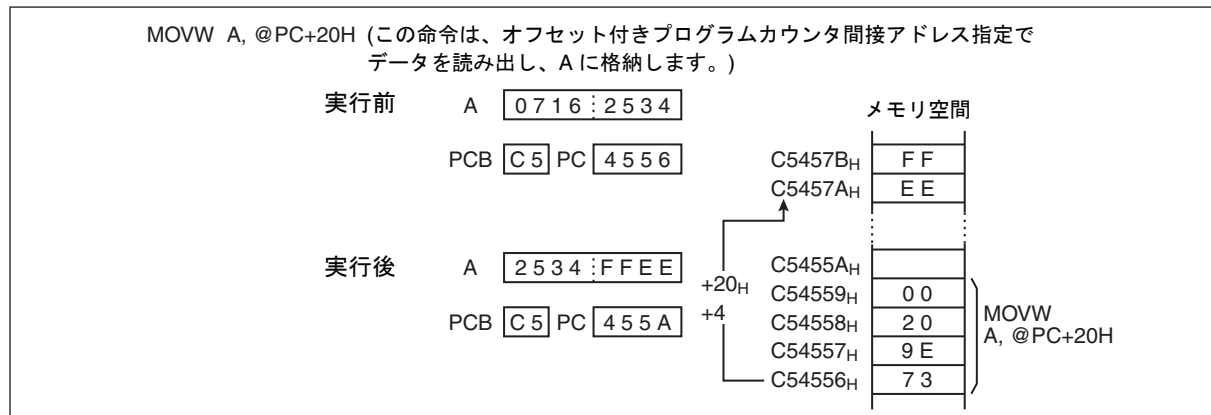 MOVW A, @PC+20H (この命令は、オフセット付きプログラムカウンタ間接アドレス指定で
データを読み出し、A に格納します。)
実行前 A 0716 2534
メモリ空間
PCB C5 PC 4556
C5457BH FF
C5457AH EE
実行後 A 2534 FFEE
+20H
PCB C5 PC 455A
+4
C5455AH
C54559H 00
C54558H 20
C54557H 9E
C54556H 73
MOVW
A, @PC+20H